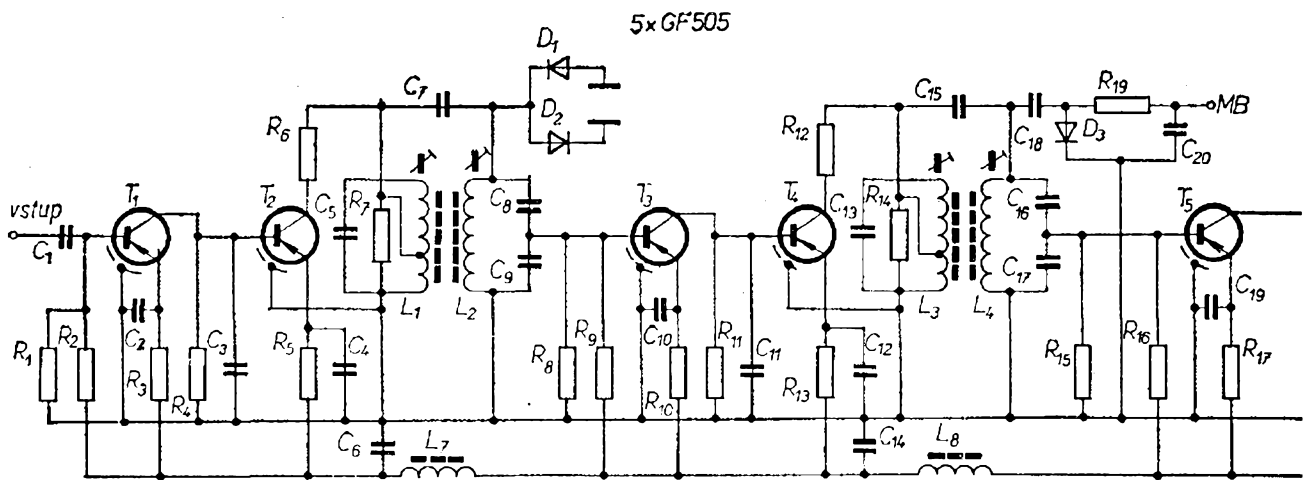 5x GF505
D₁
C₇
D₂
C₁₅
R₁₉
MB
R₆
R₁₂
C₁₈
D₃
C₂₀
T₁
T₂
C₅
R₇
C₈
T₃
T₄
C₁₃
R₁₄
C₁₆
T₅
vstup
C₁
C₉
C₁₇
L₁
L₂
L₃
L₄
C₁₉
R₁
R₂
C₂
R₃
R₄
C₃
R₅
C₄
R₈
R₉
C₁₀
R₁₀
R₁₁
C₁₁
R₁₃
C₁₂
R₁₅
R₁₆
R₁₇
C₆
L₇
C₁₄
L₈